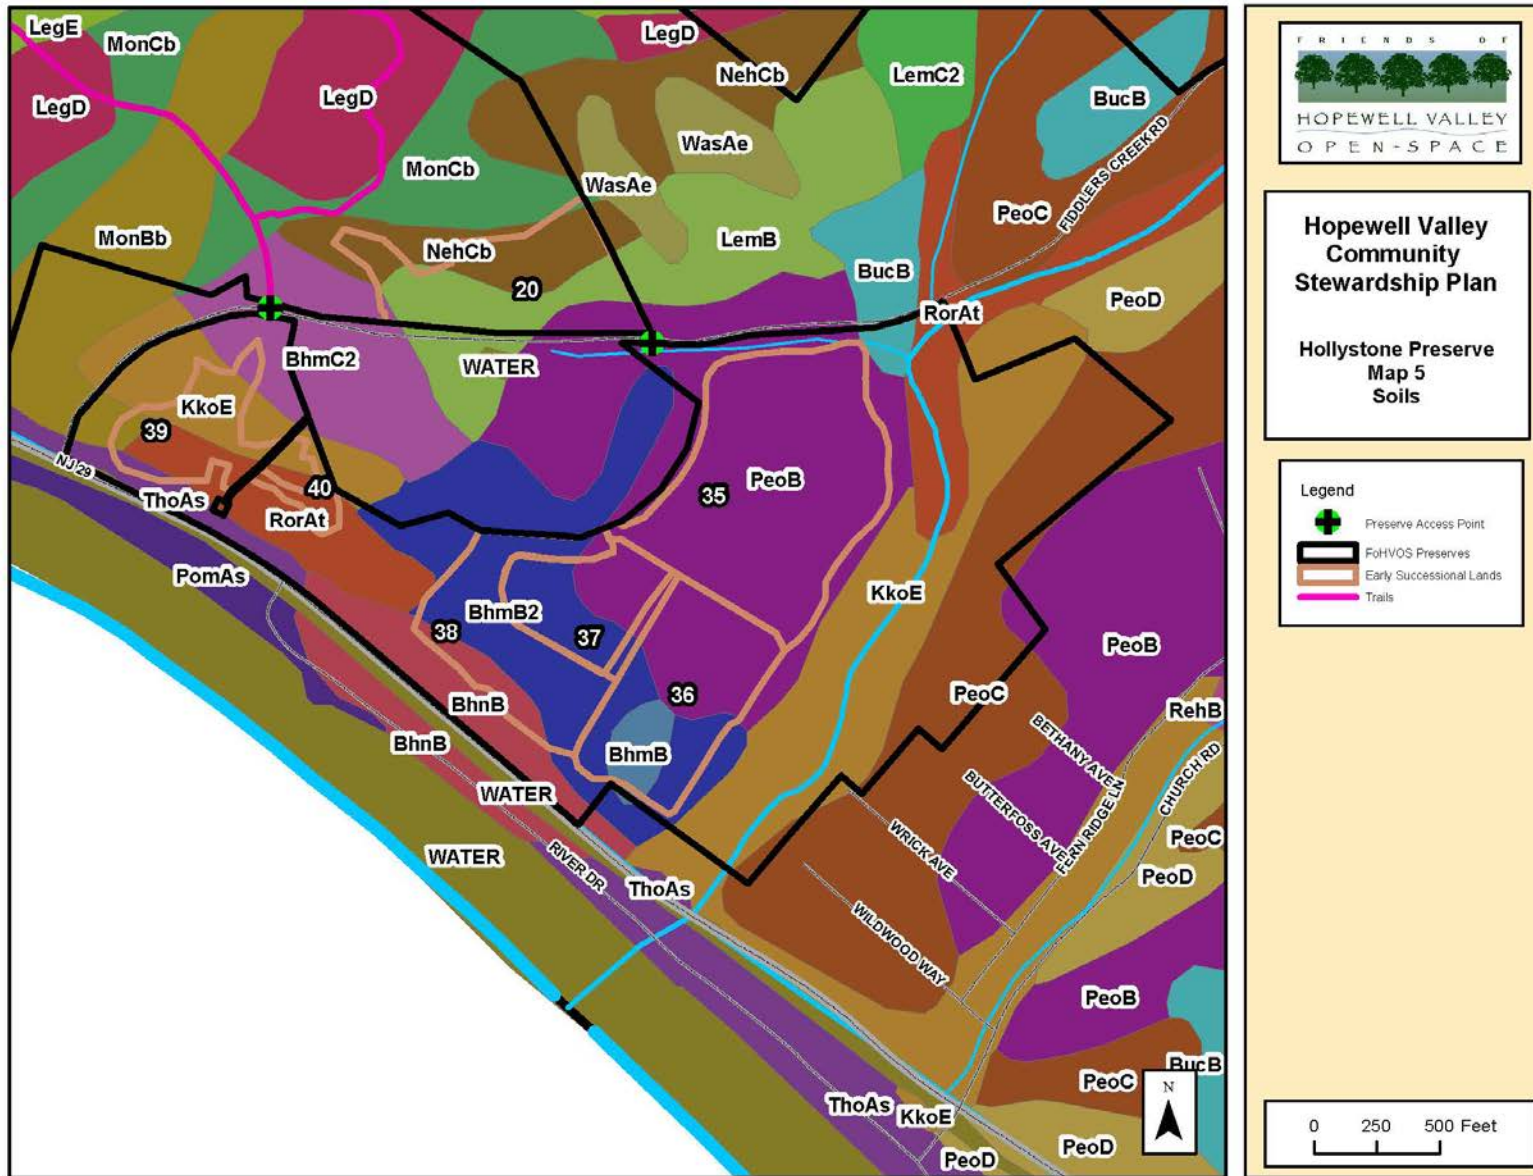 LegE
MonCb
LegD
LegD
LegD
NehCb
LemC2
BucB
FIDDLERS CREEK RD
WasAe
MonCb
WasAe
PeoC
MonBb
NehCb
LemB
BucB
PeoD
20
RorAt
BhmC2
WATER
KkoE
39
NJ 29
ThoAs
40
RorAt
35
PeoB
PomAs
KkoE
BhmB2
38
37
PeoB
36
PeoC
BhnB
RehB
BhnB
BhmB
BETHANY AVE
CHURCH RD
WATER
BUTTERFOSS AVE
FERN RIDGE LN
WRICK AVE
PeoC
WATER
RIVER DR
PeoD
ThoAs
WILDWOOD WAY
PeoB
BucB
PeoC
ThoAs
KkoE
PeoD
PeoD
N
FRIENDS OF
HOPEWELL VALLEY
OPEN-SPACE
Hopewell Valley
Community
Stewardship Plan
Hollystone Preserve
Map 5
Soils
Legend
Preserve Access Point
FoHVOS Preserves
Early Successional Lands
Trails
0 250 500 Feet